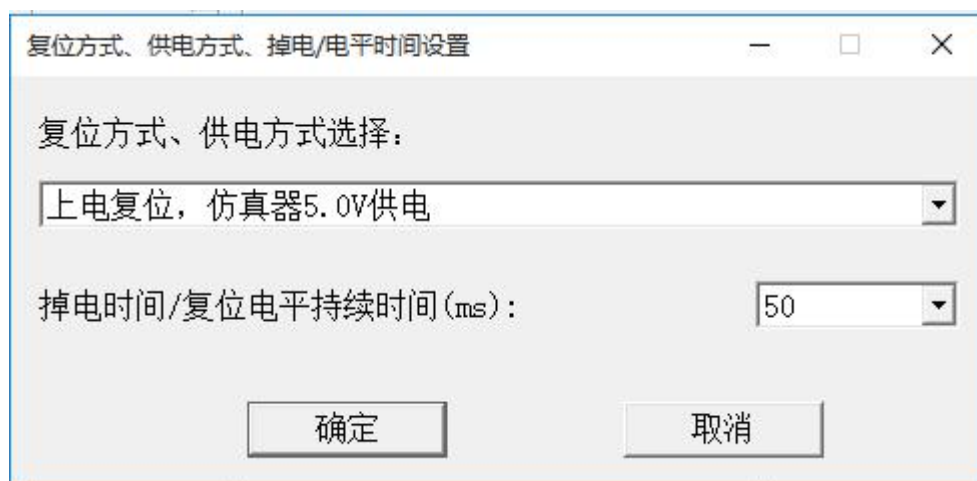 复位方式、供电方式、掉电/电平时间设置
复位方式、供电方式选择:
上电复位, 仿真器5.0V供电
掉电时间/复位电平持续时间(ms): 50
确定 取消